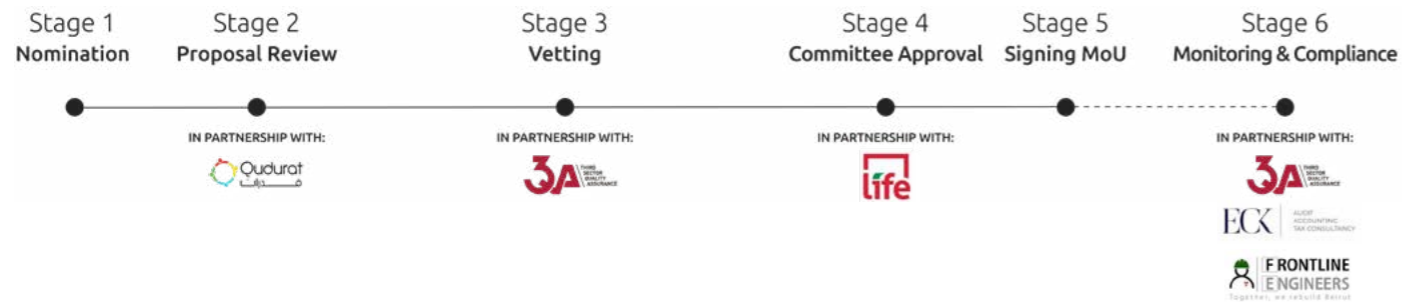 Stage 1
Nomination
Stage 2
Proposal Review
Stage 3
Vetting
Stage 4
Committee Approval
Stage 5
Signing MoU
Stage 6
Monitoring & Compliance
IN PARTNERSHIP WITH:
Qudurat
قدرات
IN PARTNERSHIP WITH:
3A
THIRD
SECTOR
QUALITY
ASSURANCE
IN PARTNERSHIP WITH:
life
IN PARTNERSHIP WITH:
3A
THIRD
SECTOR
QUALITY
ASSURANCE
ECK
AUDIT
ACCOUNTING
TAX CONSULTANCY
FRONTLINE
ENGINEERS
Together, we rebuild Beirut